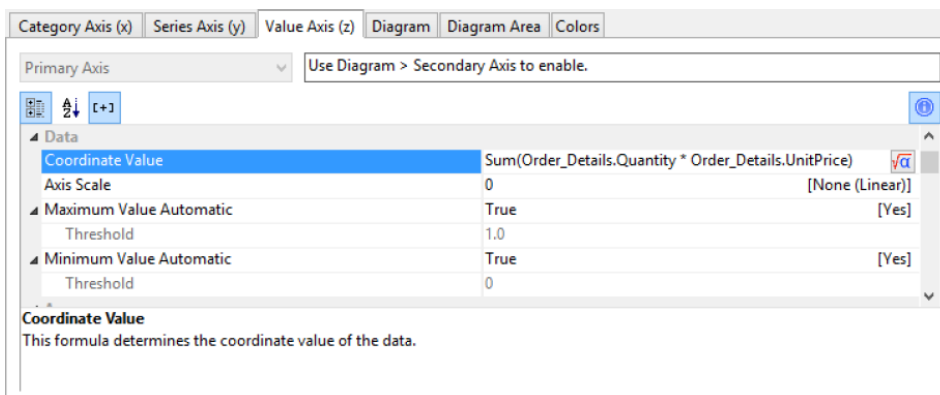 Category Axis (x) Series Axis (y) Value Axis (z) Diagram Diagram Area Colors
Primary Axis Use Diagram > Secondary Axis to enable.
A Z [+]
Data
Coordinate Value Sum(Order_Details.Quantity * Order_Details.UnitPrice) √α
Axis Scale 0 [None (Linear)]
Maximum Value Automatic True [Yes]
Threshold 1.0
Minimum Value Automatic True [Yes]
Threshold 0
Coordinate Value
This formula determines the coordinate value of the data.